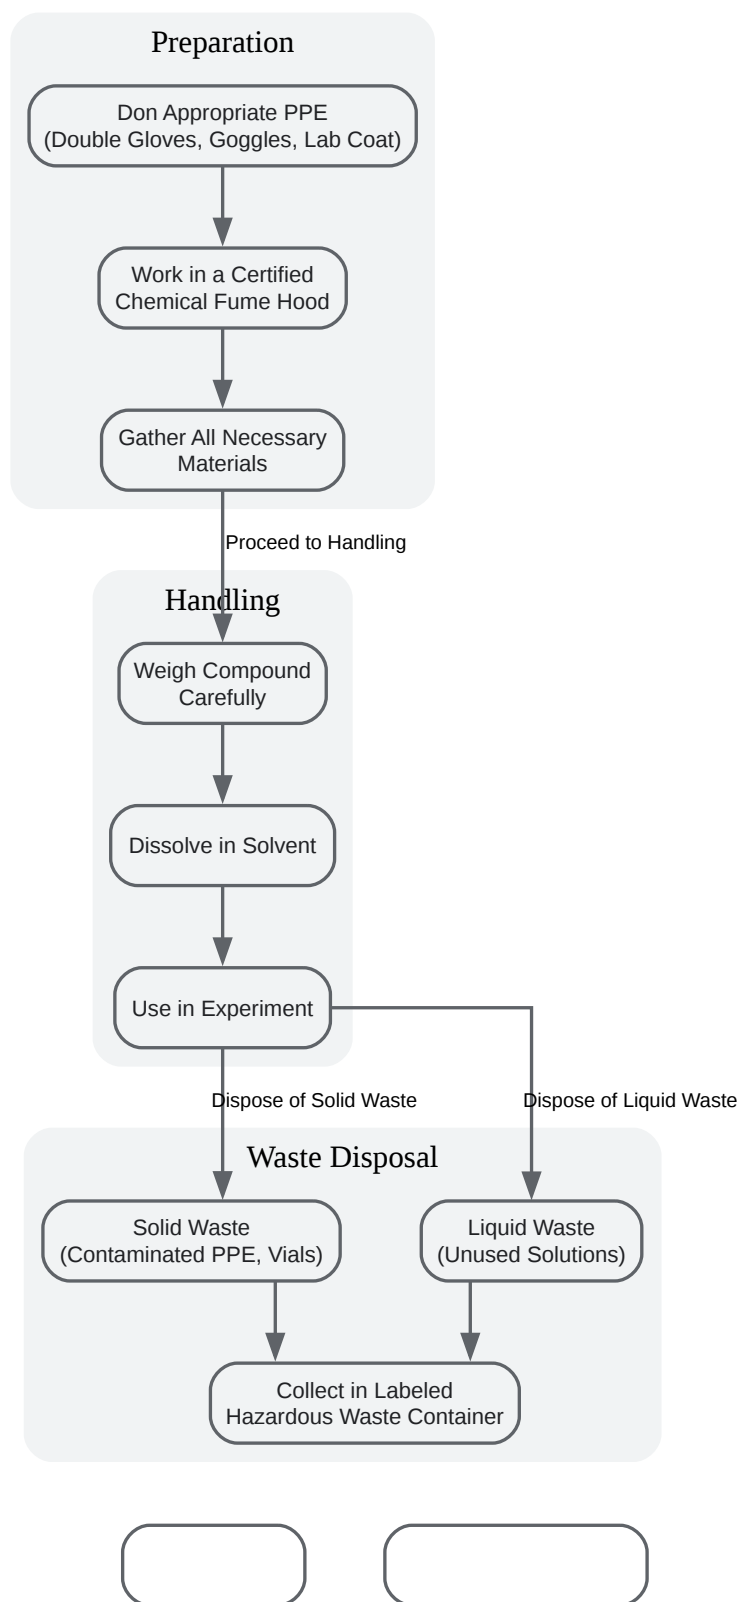 Preparation
Don Appropriate PPE
(Double Gloves, Goggles, Lab Coat)
Work in a Certified
Chemical Fume Hood
Gather All Necessary
Materials
Proceed to Handling
Handling
Weigh Compound
Carefully
Dissolve in Solvent
Use in Experiment
Dispose of Solid Waste
Dispose of Liquid Waste
Waste Disposal
Solid Waste
(Contaminated PPE, Vials)
Liquid Waste
(Unused Solutions)
Collect in Labeled
Hazardous Waste Container